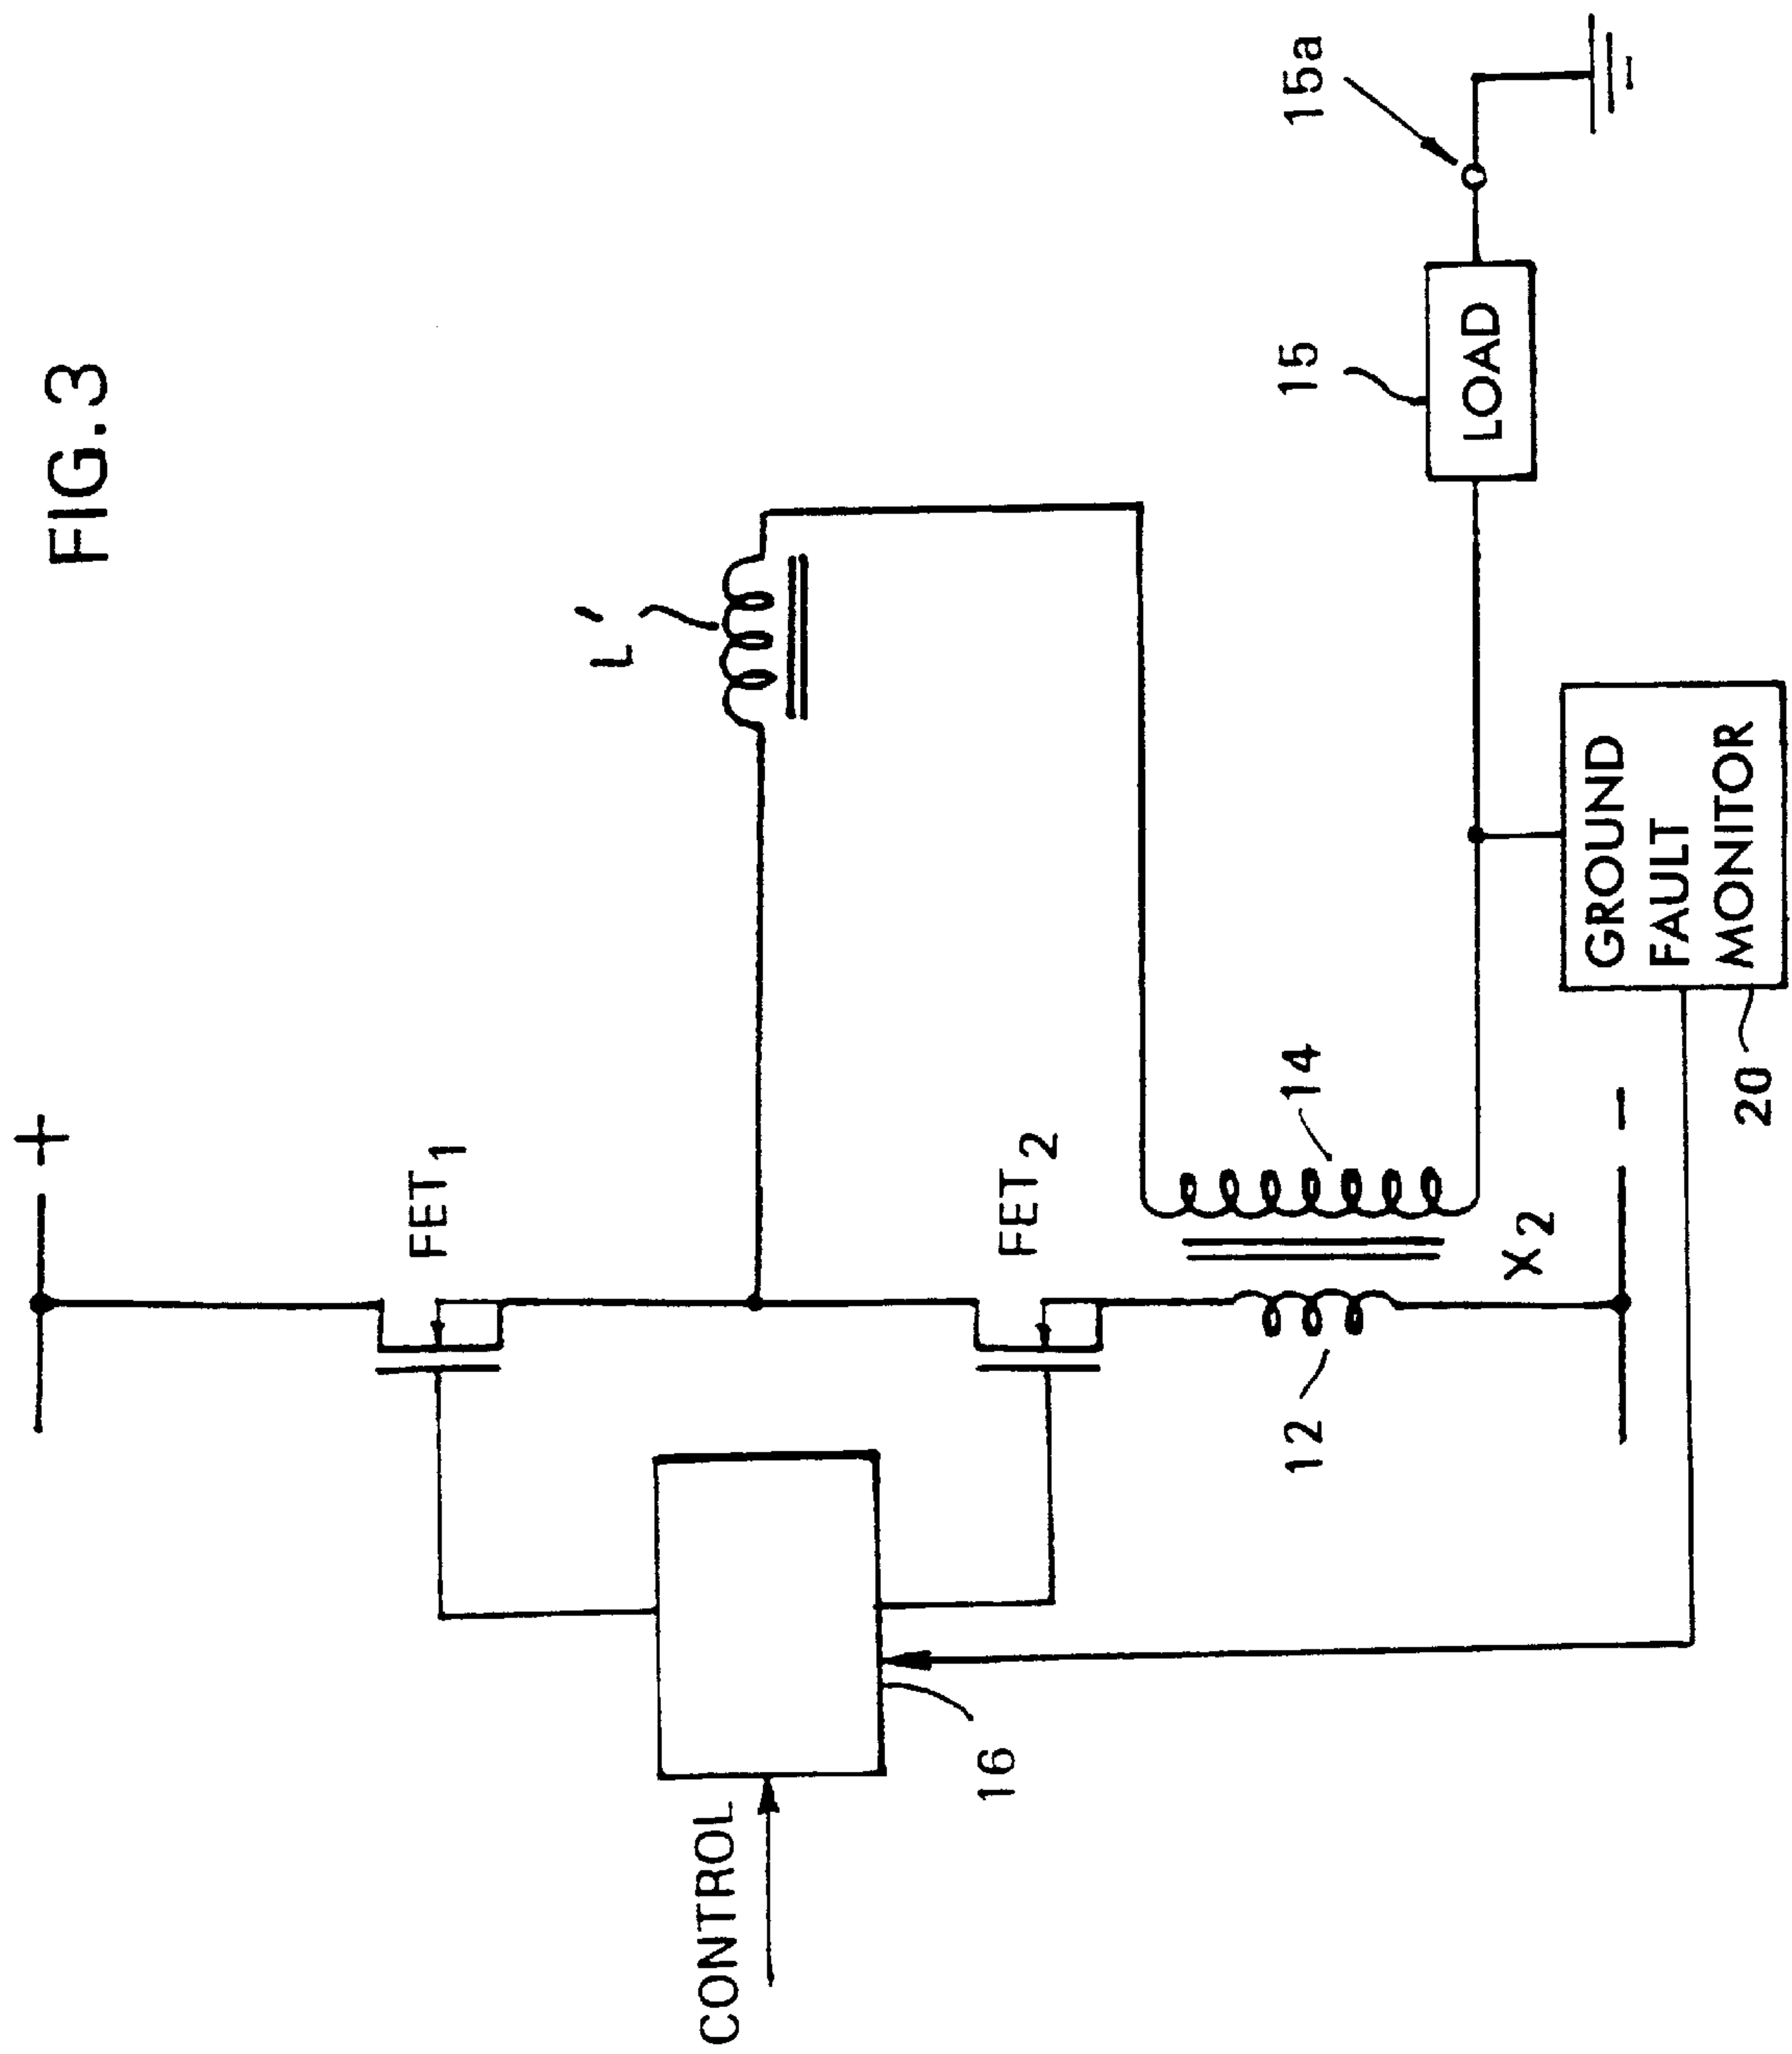 FIG.3
+
FET1
L'
CONTROL
16
FET2
12
14
X2
-
15
LOAD
15a
GROUND
FAULT
MONITOR
20